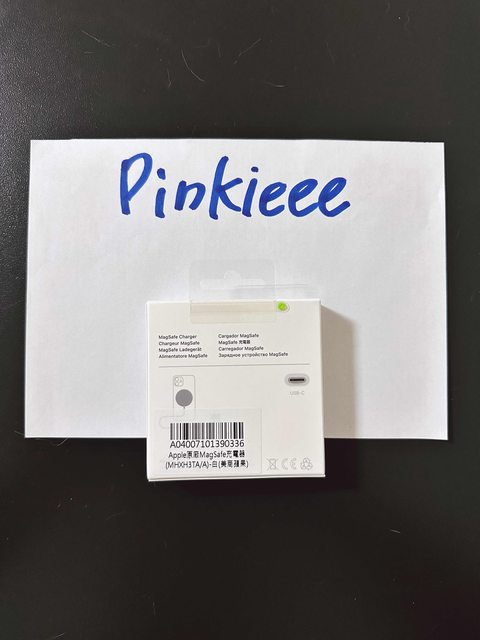 Pinkieee
MagSafe Charger
Chargeur MagSafe
MagSafe Ladegerät
Alimentatore MagSafe
Cargador MagSafe
MagSafe 充電器
Carregador MagSafe
Зарядное устройство MagSafe
USB-C
A04007101390336
Apple原廠MagSafe充電器
(MHXH3TA/A)-白(美商蘋果)